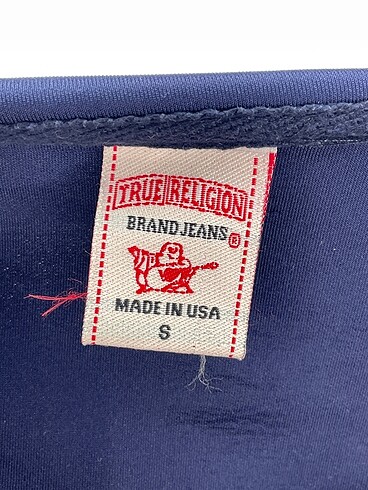 TRUE RELIGION
BRAND JEANS®
MADE IN USA
S